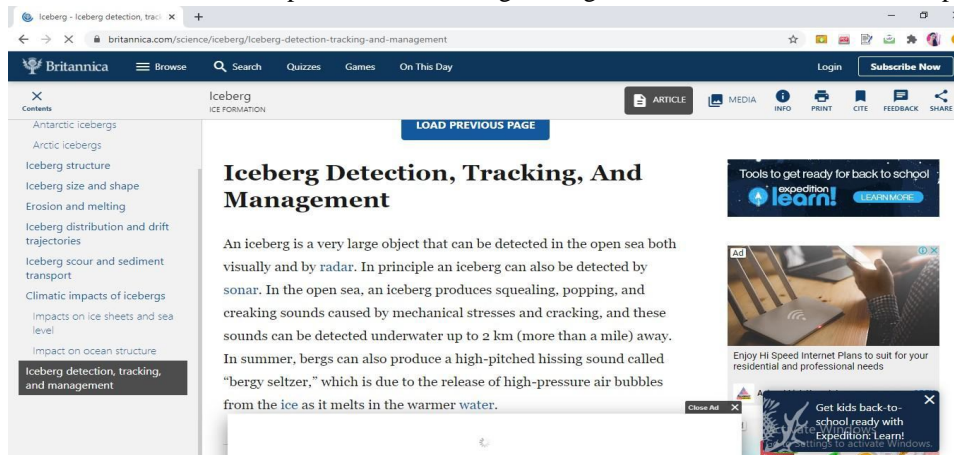 Iceberg - Iceberg detection, trac
britannica.com/science/iceberg/Iceberg-detection-tracking-and-management
Britannica
Browse
Search
Quizzes
Games
On This Day
Login
Subscribe Now
Contents
Iceberg
ICE FORMATION
ARTICLE
MEDIA
INFO
PRINT
CITE
FEEDBACK
SHARE
Antarctic icebergs
Arctic icebergs
Iceberg structure
Iceberg size and shape
Erosion and melting
Iceberg distribution and drift
trajectories
Iceberg scour and sediment
transport
Climatic impacts of icebergs
Impacts on ice sheets and sea
level
Impact on ocean structure
Iceberg detection, tracking,
and management
LOAD PREVIOUS PAGE
Iceberg Detection, Tracking, And
Management
An iceberg is a very large object that can be detected in the open sea both
visually and by radar. In principle an iceberg can also be detected by
sonar. In the open sea, an iceberg produces squealing, popping, and
creaking sounds caused by mechanical stresses and cracking, and these
sounds can be detected underwater up to 2 km (more than a mile) away.
In summer, bergs can also produce a high-pitched hissing sound called
“bergy seltzer,” which is due to the release of high-pressure air bubbles
from the ice as it melts in the warmer water.
Close Ad X
Tools to get ready for back to school
expedition
learn!
LEARN MORE
Ad
Enjoy Hi Speed Internet Plans to suit for your
residential and professional needs
Get kids back-to-
school ready with
Expedition: Learn!
Activate Windows
Go to Settings to activate Windows.